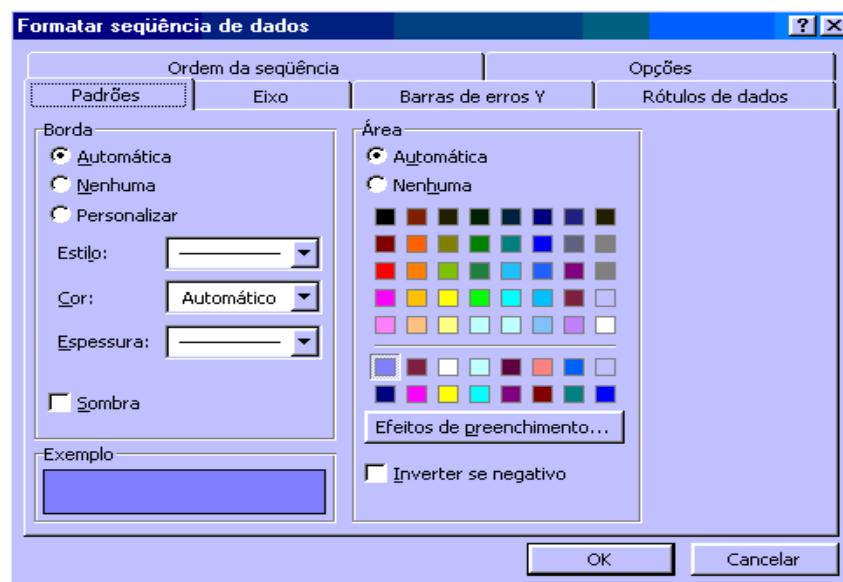 Formatar seqüência de dados
Ordem da seqüência Opções
Padrões Eixo Barras de erros Y Rótulos de dados
Borda
Automática
Nenhuma
Personalizar
Estilo:
Cor: Automático
Espessura:
Sombra
Exemplo
Área
Automática
Nenhuma
Efeitos de preenchimento...
Inverter se negativo
OK Cancelar